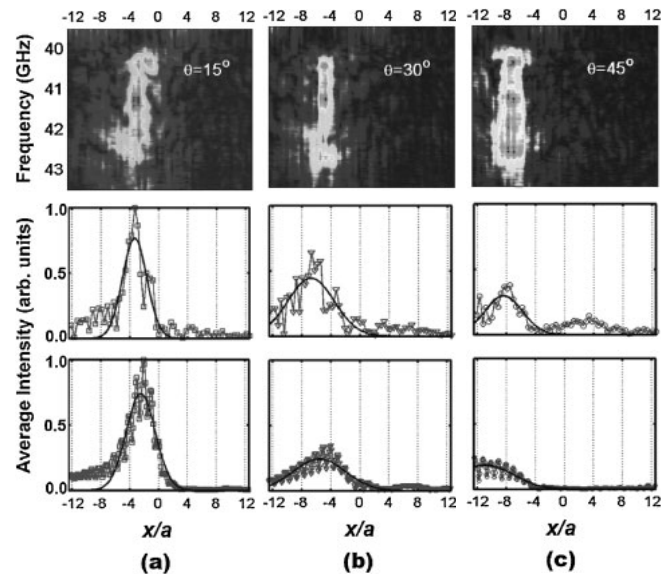 -12 -8 -4 0 4 8 12 -12 -8 -4 0 4 8 12 -12 -8 -4 0 4 8 12
x/a x/a x/a
Frequency (GHz)
40
41
42
43
θ=15° θ=30° θ=45°
Average Intensity (arb. units)
1.0
0.5
0.0
1.0
0.5
0.0
-12 -8 -4 0 4 8 12 -12 -8 -4 0 4 8 12 -12 -8 -4 0 4 8 12
x/a x/a x/a
(a) (b) (c)